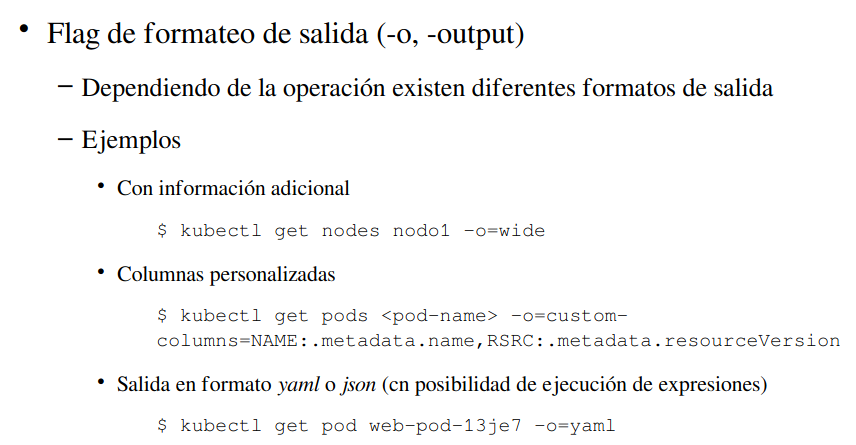 • Flag de formateo de salida (-o, -output)
– Dependiendo de la operación existen diferentes formatos de salida
– Ejemplos
• Con información adicional
$ kubectl get nodes nodo1 -o=wide
• Columnas personalizadas
$ kubectl get pods <pod-name> -o=custom-
columns=NAME:.metadata.name,RSRC:.metadata.resourceVersion
• Salida en formato yaml o json (cn posibilidad de ejecución de expresiones)
$ kubectl get pod web-pod-13je7 -o=yaml